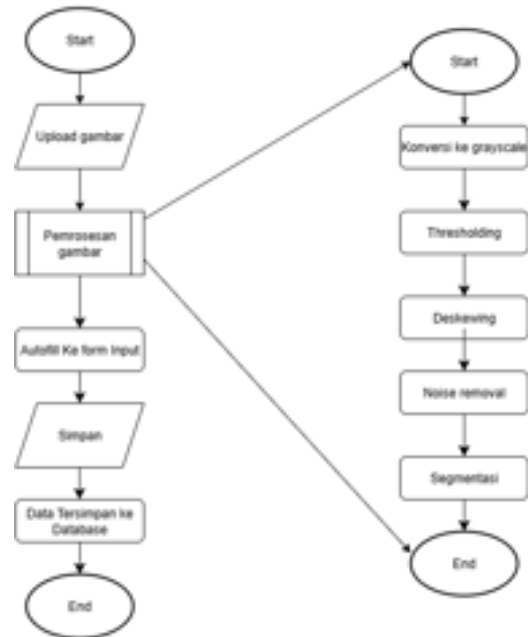 Start
Upload gambar
Pemrosesan
gambar
Autofill Ke form Input
Simpan
Data Tersimpan ke
Database
End
Start
Konversi ke grayscale
Thresholding
Deskewing
Noise removal
Segmentasi
End